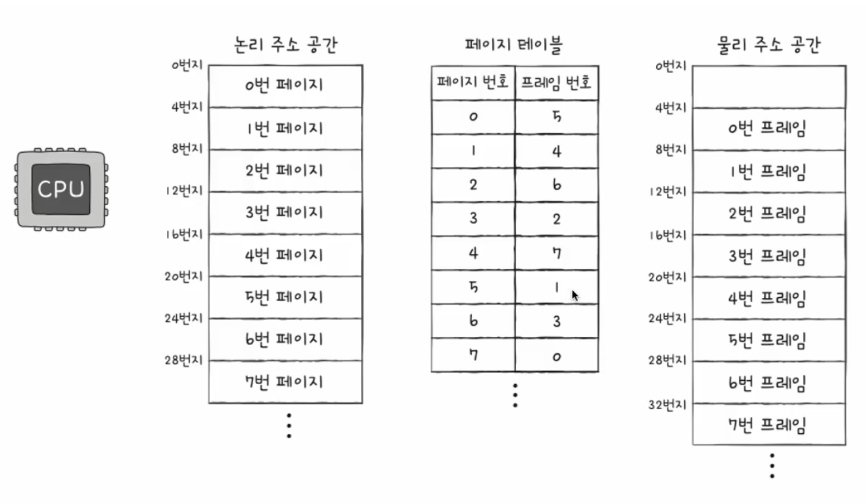 논리 주소 공간
페이지 테이블
물리 주소 공간
CPU
0번지
0번 페이지
4번지
1번 페이지
8번지
2번 페이지
12번지
3번 페이지
16번지
4번 페이지
20번지
5번 페이지
24번지
6번 페이지
28번지
7번 페이지
페이지 번호 프레임 번호
0 5
1 4
2 6
3 2
4 7
5 1
6 3
7 0
0번지
4번지
0번 프레임
8번지
1번 프레임
12번지
2번 프레임
16번지
3번 프레임
20번지
4번 프레임
24번지
5번 프레임
28번지
6번 프레임
32번지
7번 프레임